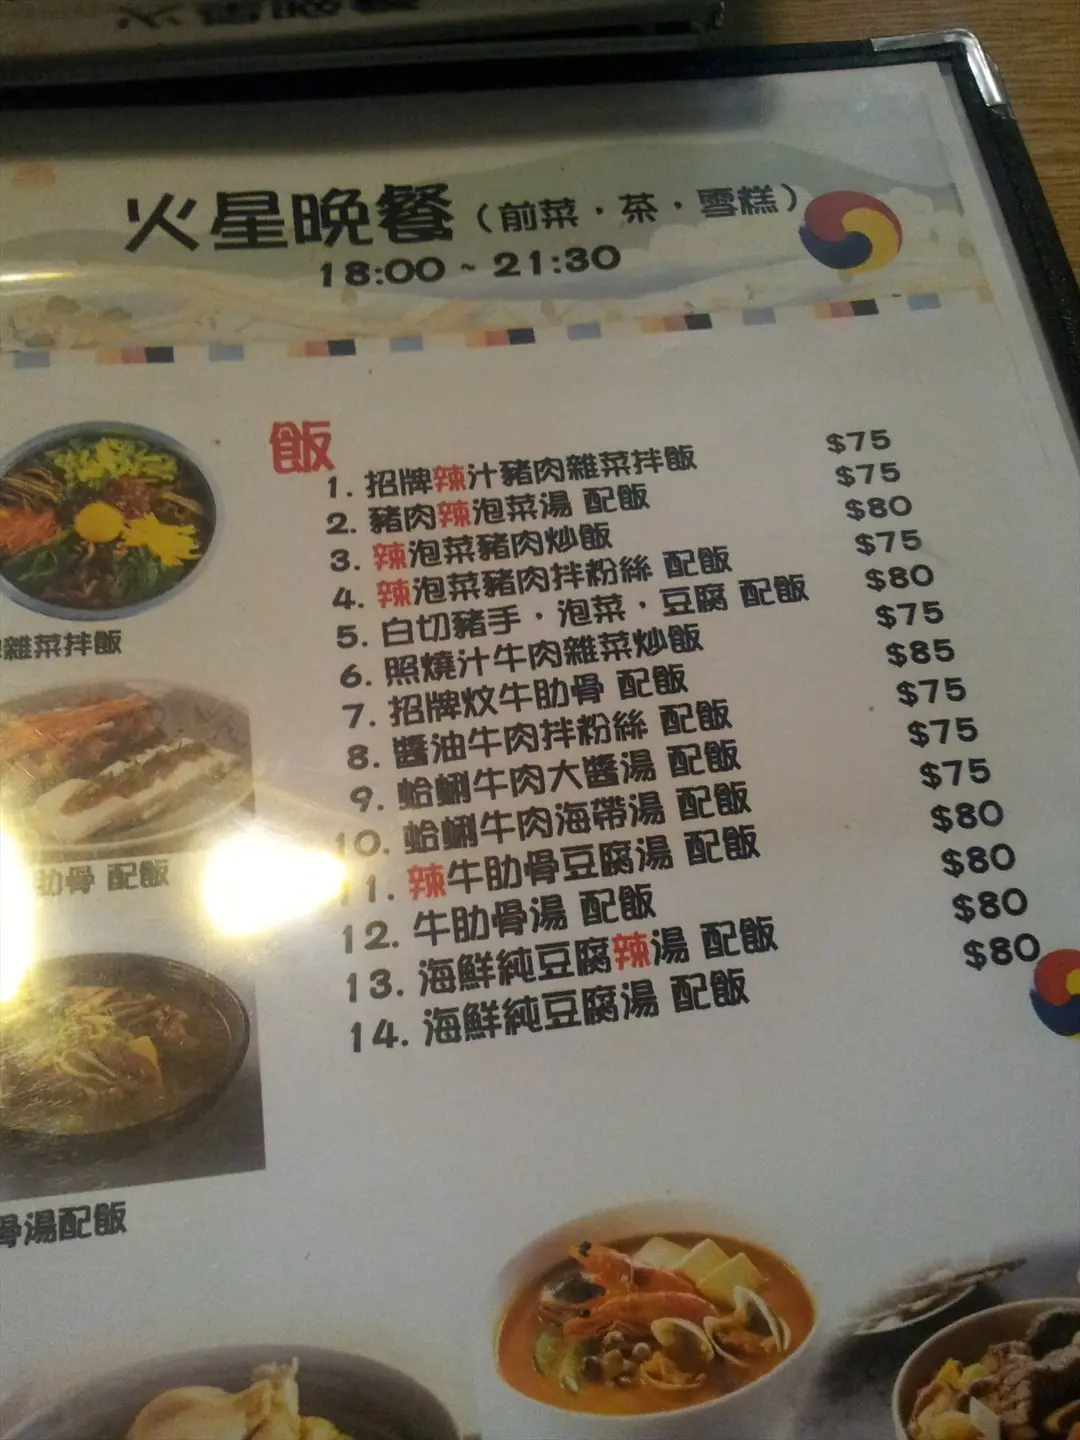 火星晚餐(前菜・茶・雪糕)
18:00 ~ 21:30
飯
1. 招牌辣汁豬肉雜菜拌飯 $75
2. 豬肉辣泡菜湯 配飯 $75
3. 辣泡菜豬肉炒飯 $80
4. 辣泡菜豬肉拌粉絲 配飯 $75
5. 白切豬手，泡菜，豆腐 配飯 $80
6. 照燒汁牛肉雜菜炒飯 $75
7. 招牌炆牛肋骨 配飯 $85
8. 醬油牛肉拌粉絲 配飯 $75
9. 蛤蜊牛肉大醬湯 配飯 $75
10. 蛤蜊牛肉海帶湯 配飯 $75
11. 辣牛肋骨豆腐湯 配飯 $80
12. 牛肋骨湯 配飯 $80
13. 海鮮純豆腐辣湯 配飯 $80
14. 海鮮純豆腐湯 配飯 $80
雜菜拌飯
肋骨 配飯
骨湯配飯